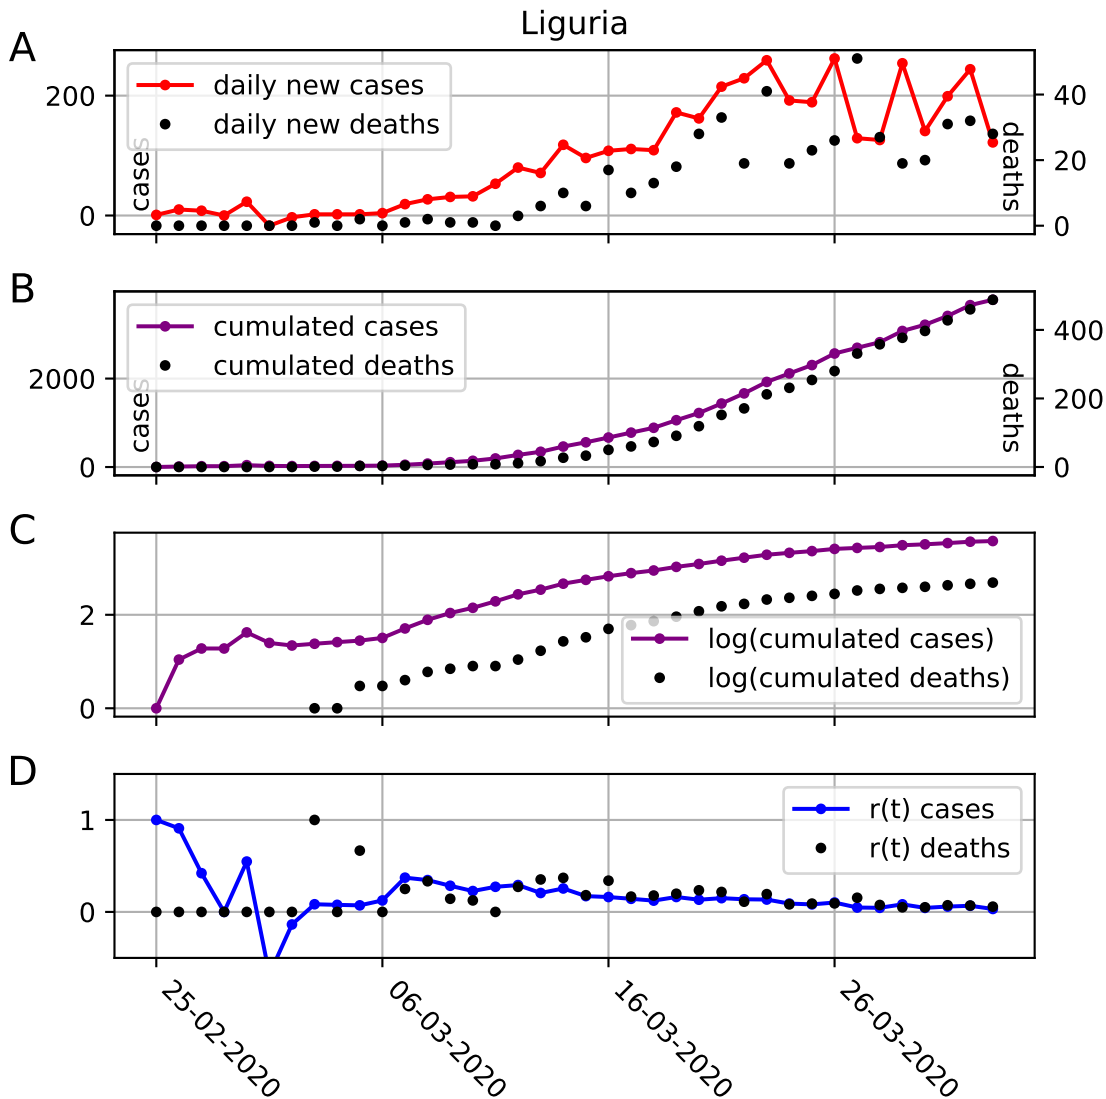 Liguria
A
daily new cases
daily new deaths
200
0
cases
40
20
0
deaths
B
cumulated cases
cumulated deaths
2000
0
cases
400
200
0
deaths
C
2
0
log(cumulated cases)
log(cumulated deaths)
D
1
0
r(t) cases
r(t) deaths
25-02-2020
06-03-2020
16-03-2020
26-03-2020